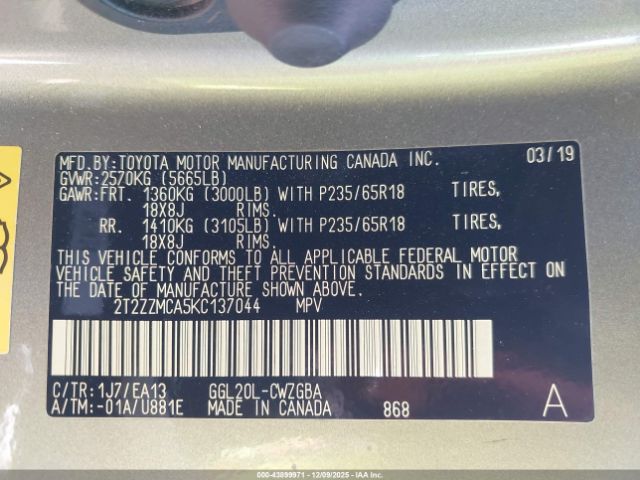 MFD.BY:TOYOTA MOTOR MANUFACTURING CANADA INC. 03/19
GVWR:2570KG (5665LB)
GAWR:FRT. 1360KG (3000LB) WITH P235/65R18 TIRES,
18X8J RIMS.
RR. 1410KG (3105LB) WITH P235/65R18 TIRES,
18X8J RIMS.
THIS VEHICLE CONFORMS TO ALL APPLICABLE FEDERAL MOTOR
VEHICLE SAFETY AND THEFT PREVENTION STANDARDS IN EFFECT ON
THE DATE OF MANUFACTURE SHOWN ABOVE.
2T2ZZMCA5KC137044 MPV
C/TR:1J7/EA13 GGL20L-CWZGBA
A/TM:-01A/U881E MADE IN CANADA 868 A
000-43899971 - 12/09/2025 - IAA.